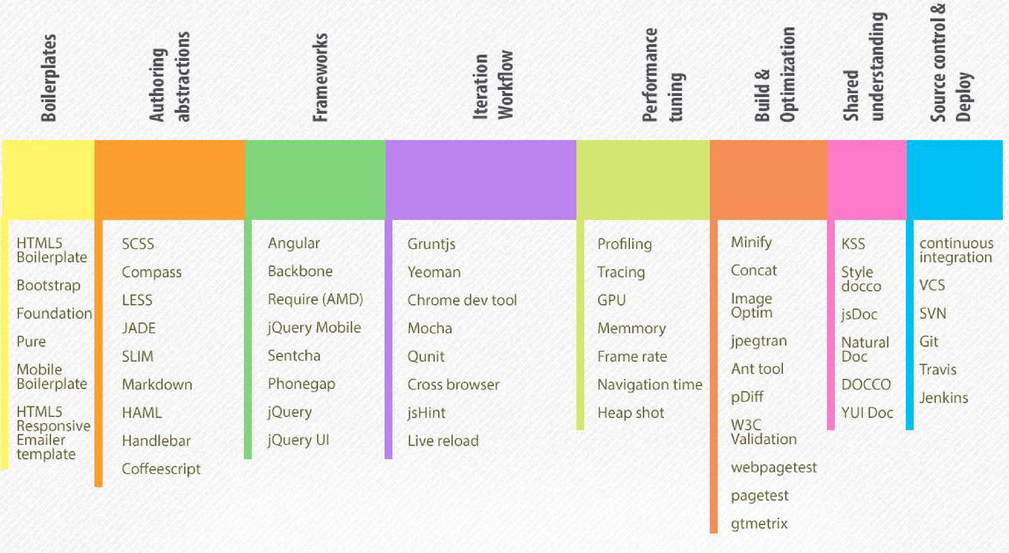 Boilerplates
Authoring
abstractions
Frameworks
Iteration
Workflow
Performance
tuning
Build &
Optimization
Shared
understanding
Source control &
Deploy
HTML5
Boilerplate
Bootstrap
Foundation
Pure
Mobile
Boilerplate
HTML5
Responsive
Emailer
template
SCSS
Compass
LESS
JADE
SLIM
Markdown
HAML
Handlebar
Coffeescript
Angular
Backbone
Require (AMD)
jQuery Mobile
Sentcha
Phonegap
jQuery
jQuery UI
Gruntjs
Yeoman
Chrome dev tool
Mocha
Qunit
Cross browser
jsHint
Live reload
Profiling
Tracing
GPU
Memmory
Frame rate
Navigation time
Heap shot
Minify
Concat
Image
Optim
jpegtran
Ant tool
pDiff
W3C
Validation
webpagetest
pagetest
gtmetrix
KSS
Style
docco
jsDoc
Natural
Doc
DOCCO
YUI Doc
continuous
integration
VCS
SVN
Git
Travis
Jenkins